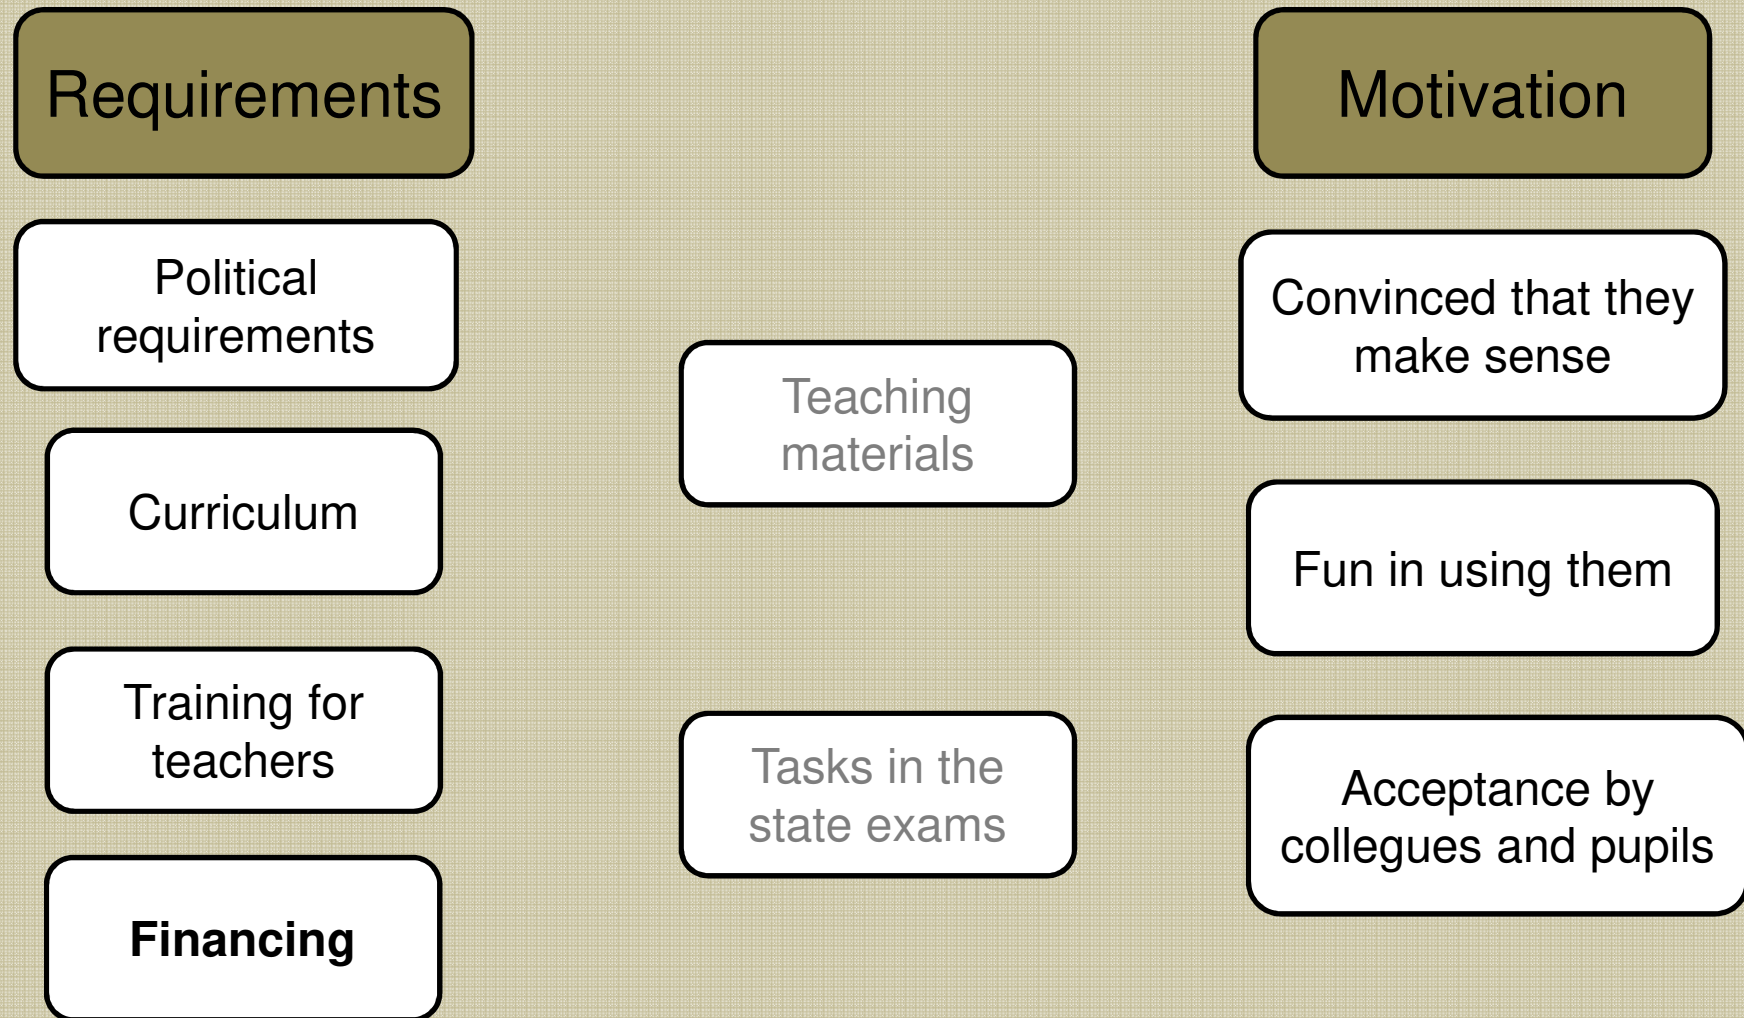 Requirements
Political
requirements
Curriculum
Training for
teachers
Financing
Teaching
materials
Tasks in the
state exams
Motivation
Convinced that they
make sense
Fun in using them
Acceptance by
collegues and pupils